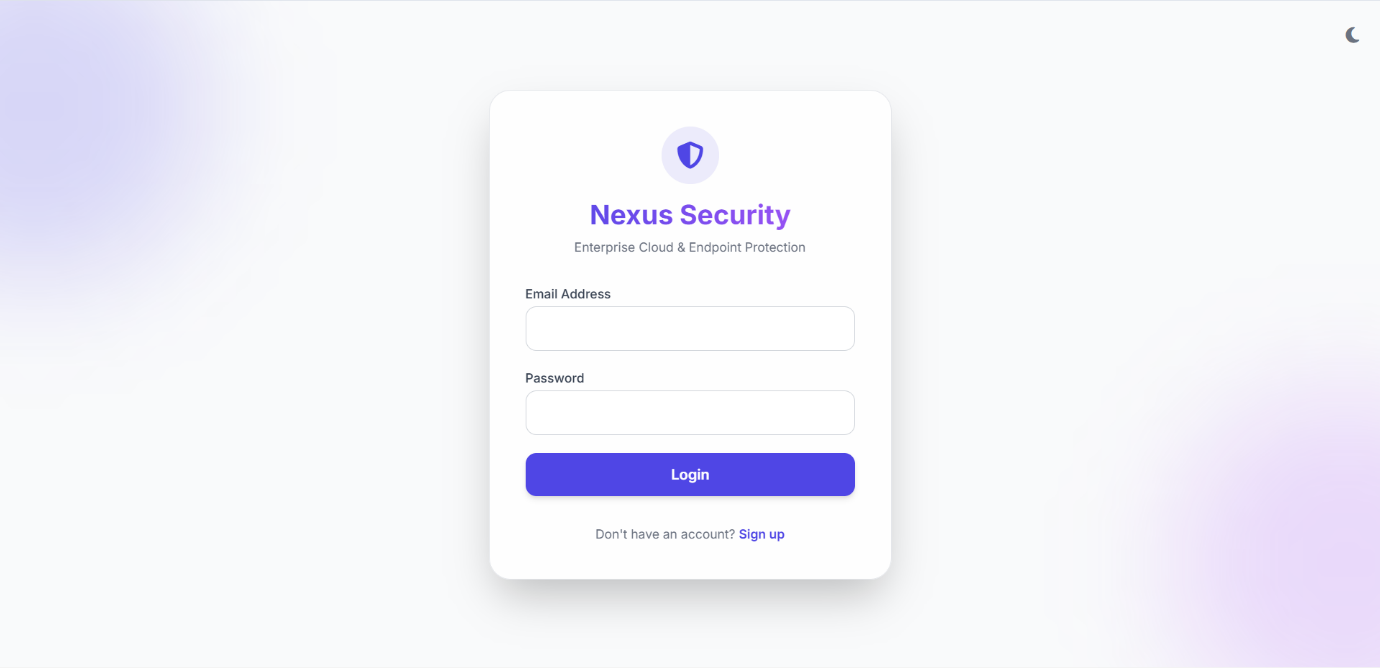 Nexus Security
Enterprise Cloud & Endpoint Protection
Email Address
Password
Login
Don't have an account? Sign up